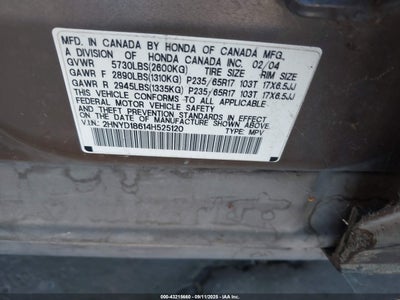 MFD. IN CANADA BY HONDA OF CANADA MFG.,
A DIVISION OF HONDA CANADA INC. 02/04
GVWR 5730LBS(2600KG) TIRE SIZE RIM SIZE
GAWR F 2890LBS(1310KG) P235/65R17 103T 17X6.5JJ
GAWR R 2945LBS(1335KG) P235/65R17 103T 17X6.5JJ
THIS VEHICLE CONFORMS TO ALL APPLICABLE
FEDERAL MOTOR VEHICLE SAFETY
AND THEFT PREVENTION STANDARDS IN EFFECT
ON THE DATE OF MANUFACTURE SHOWN ABOVE.
V.I.N.: 2HNYD18614H525120 TYPE: MPV
000-43215660 - 09/11/2025 - IAA Inc.